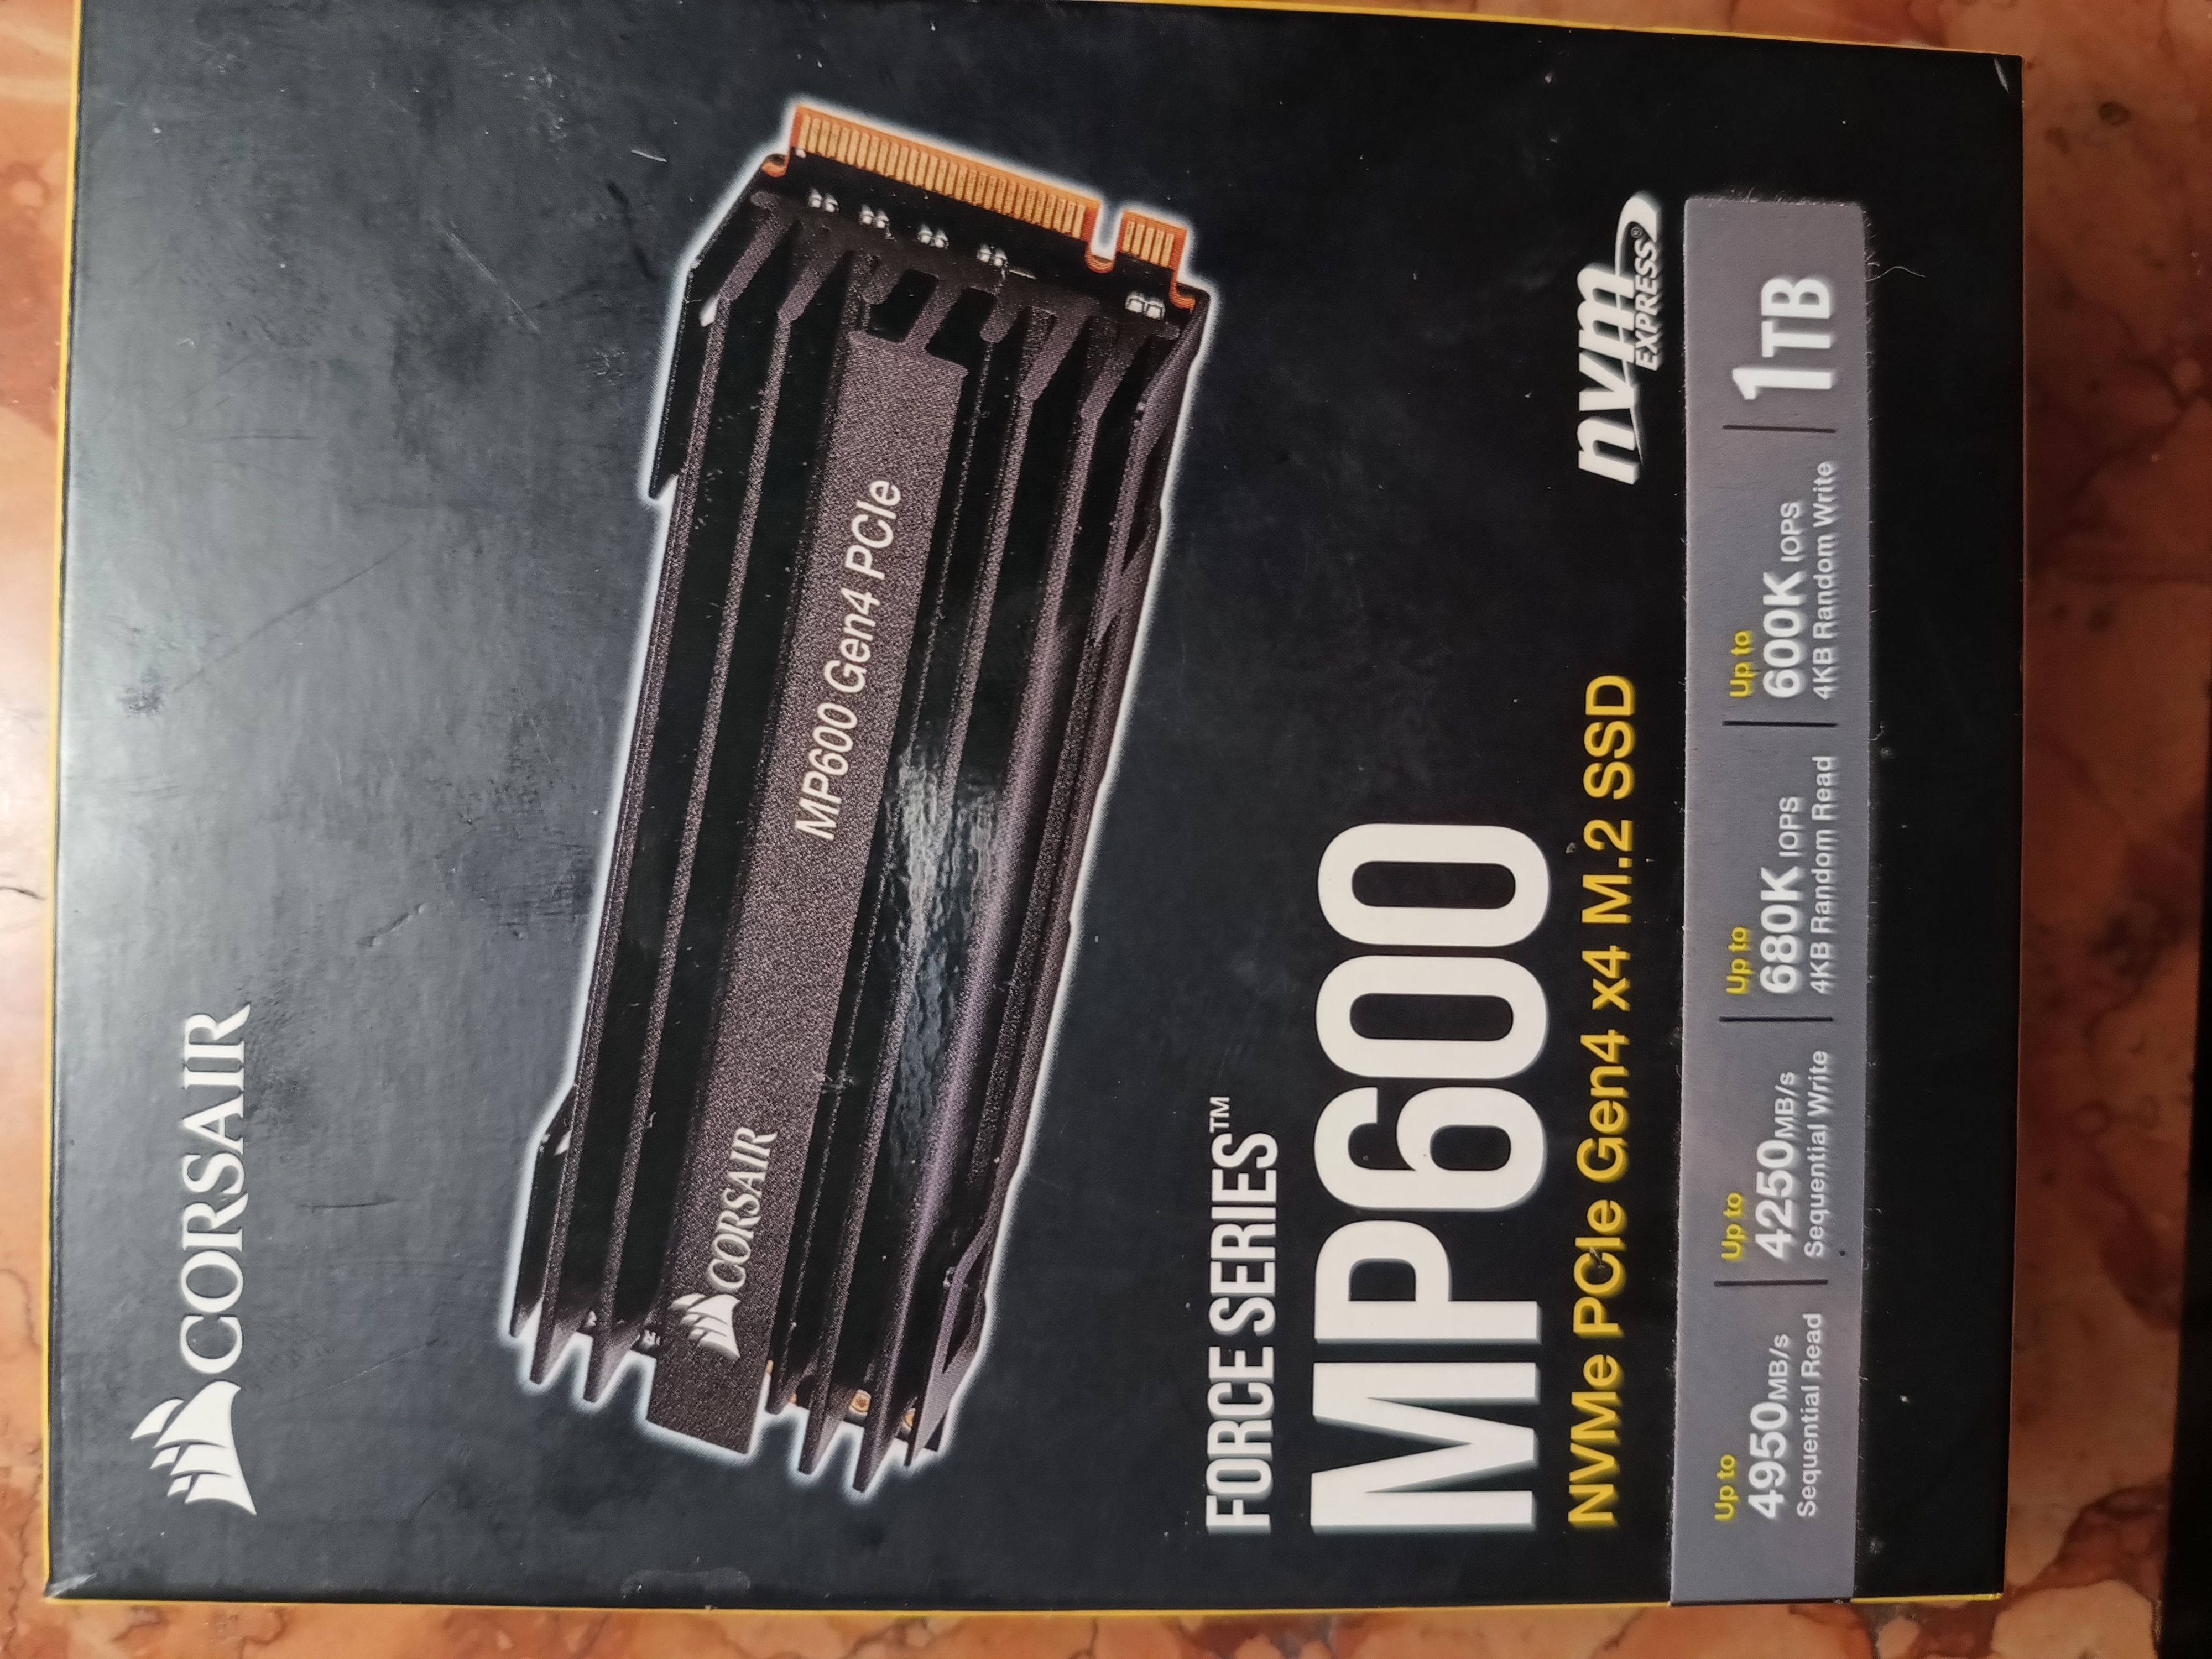 CORSAIR
CORSAIR
MP600 Gen4 PCIe
FORCE SERIES™
MP600
NVMe PCIe Gen4 x4 M.2 SSD
nvm
EXPRESS®
Up to
4950MB/s
Sequential Read
Up to
4250MB/s
Sequential Write
Up to
680K IOPS
4KB Random Read
Up to
600K IOPS
4KB Random Write
1TB